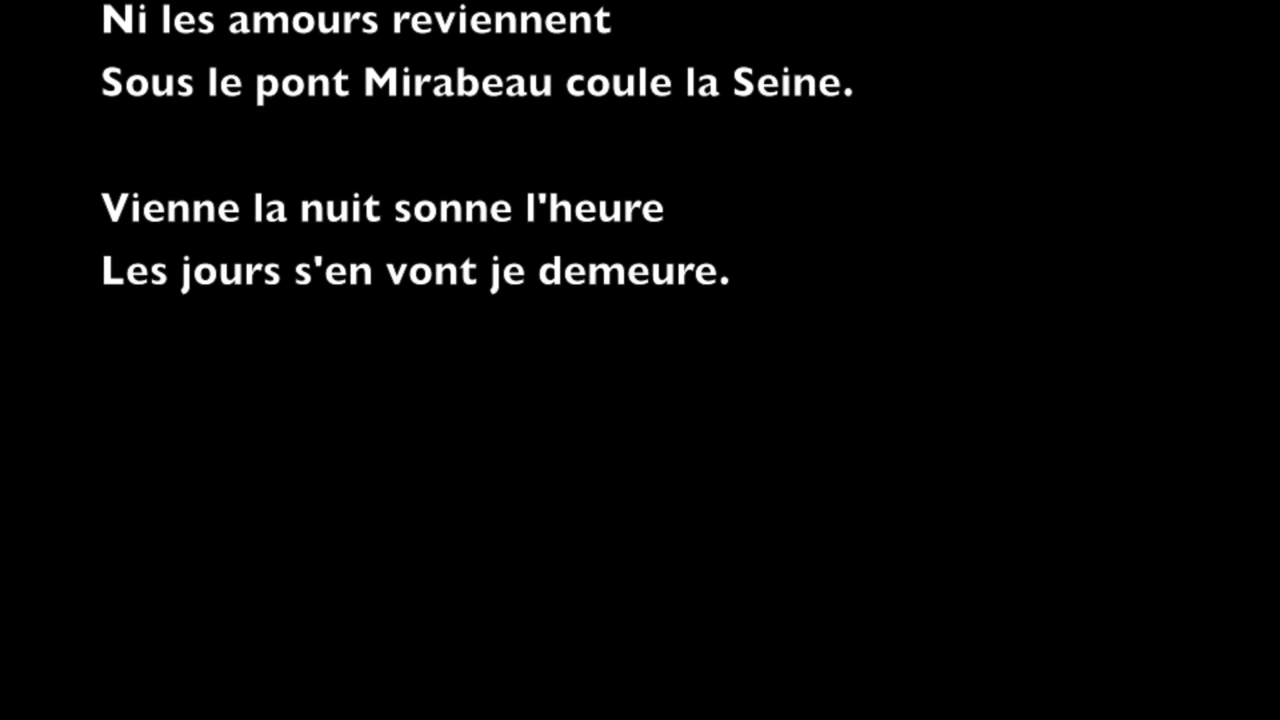 Ni les amours reviennent
Sous le pont Mirabeau coule la Seine.
Vienne la nuit sonne l'heure
Les jours s'en vont je demeure.